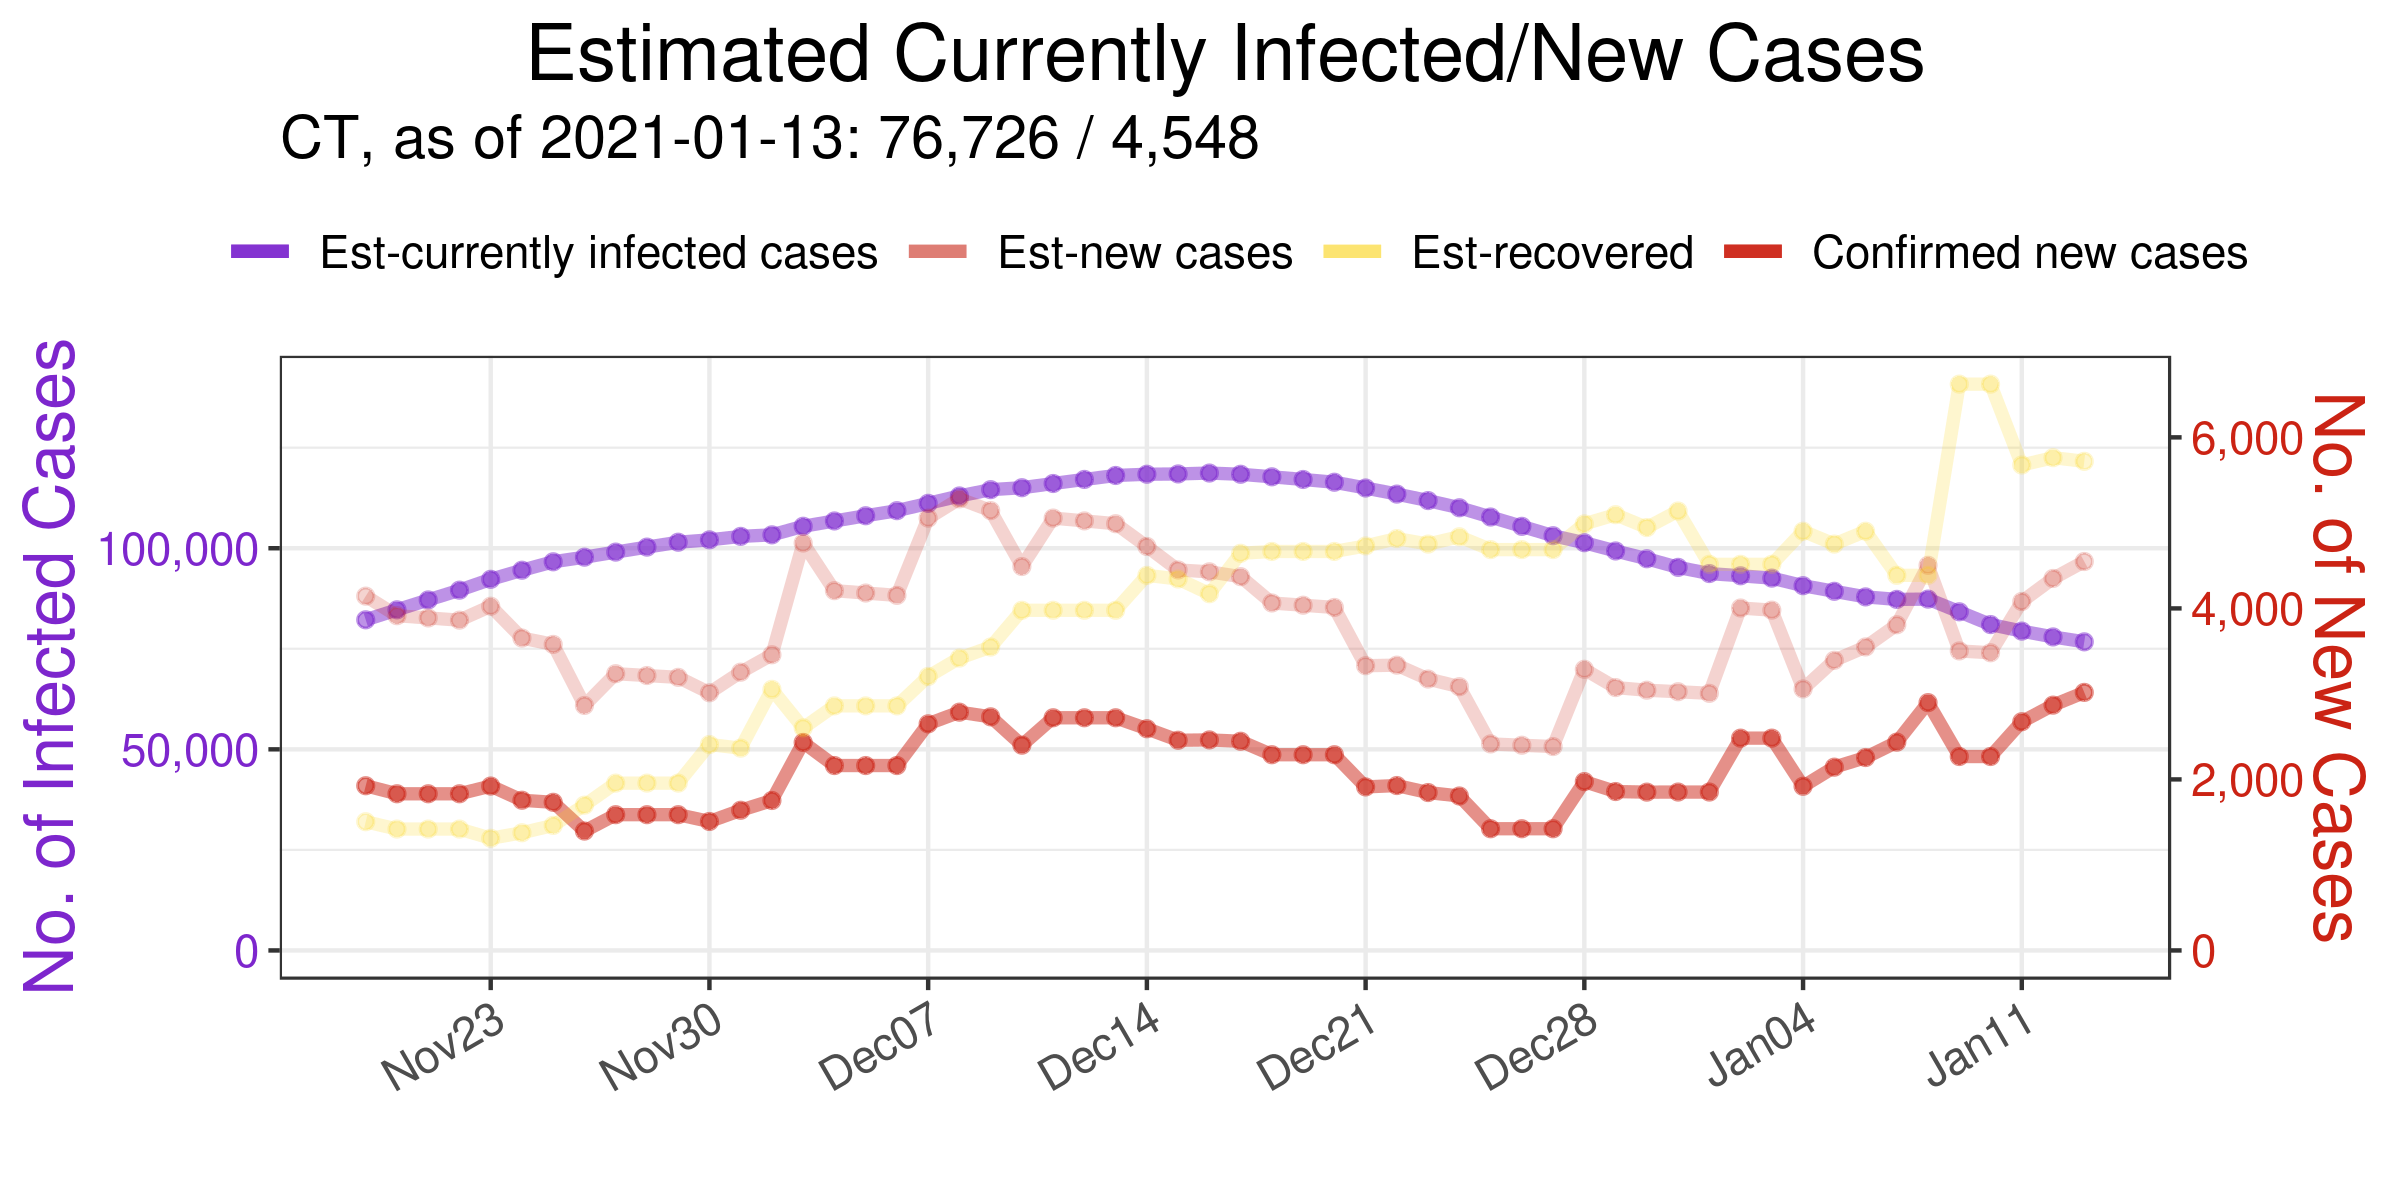 Estimated Currently Infected/New Cases
CT, as of 2021-01-13: 76,726 / 4,548
Est-currently infected cases Est-new cases Est-recovered Confirmed new cases
No. of Infected Cases
100,000
50,000
0
6,000
4,000
2,000
0
No. of New Cases
Nov23 Nov30 Dec07 Dec14 Dec21 Dec28 Jan04 Jan11